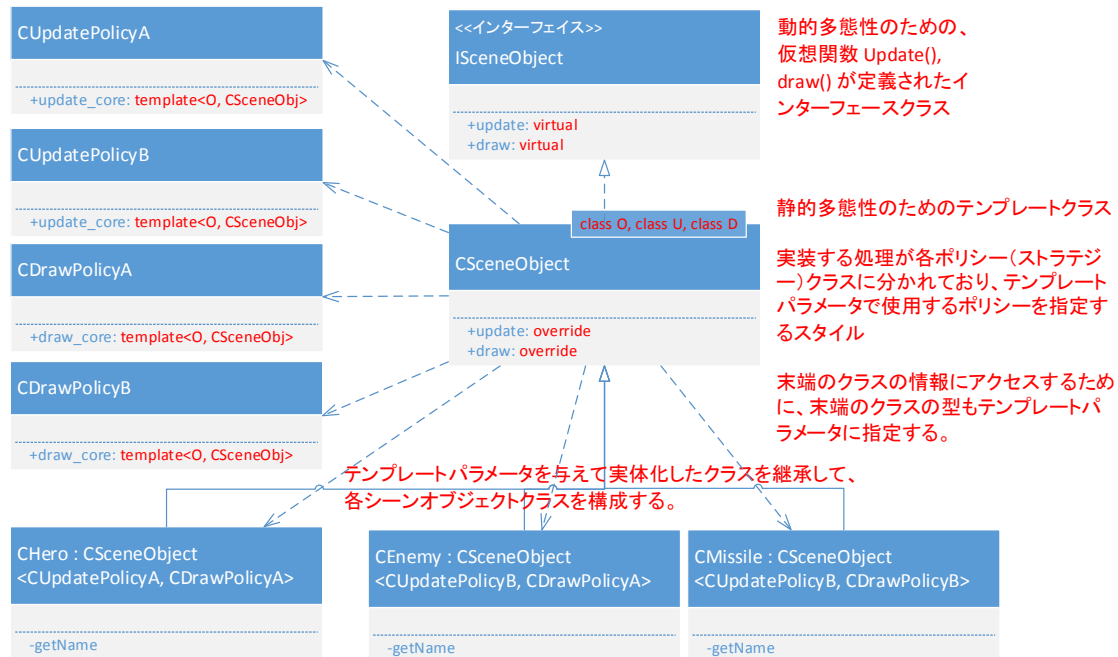 CUpdatePolicyA
+update_core: template<O, CSceneObj>
CUpdatePolicyB
+update_core: template<O, CSceneObj>
CDrawPolicyA
+draw_core: template<O, CSceneObj>
CDrawPolicyB
+draw_core: template<O, CSceneObj>
<<インターフェイス>>
ISceneObject
+update: virtual
+draw: virtual
動的多態性のための、
仮想関数 Update(),
draw() が定義されたイ
ンターフェースクラス
class O, class U, class D
CSceneObject
+update: override
+draw: override
静的多態性のためのテンプレートクラス
実装する処理が各ポリシー（ストラテジ
ー）クラスに分かれており、テンプレート
パラメータで使用するポリシーを指定す
るスタイル
末端のクラスの情報にアクセスするため
に、末端のクラスの型もテンプレートパ
ラメータに指定する。
テンプレートパラメータを与えて実体化したクラスを継承して、
各シーンオブジェクトクラスを構成する。
CHero : CSceneObject
<CUpdatePolicyA, CDrawPolicyA>
-getName
CEnemy : CSceneObject
<CUpdatePolicyB, CDrawPolicyA>
-getName
CMissile : CSceneObject
<CUpdatePolicyB, CDrawPolicyB>
-getName